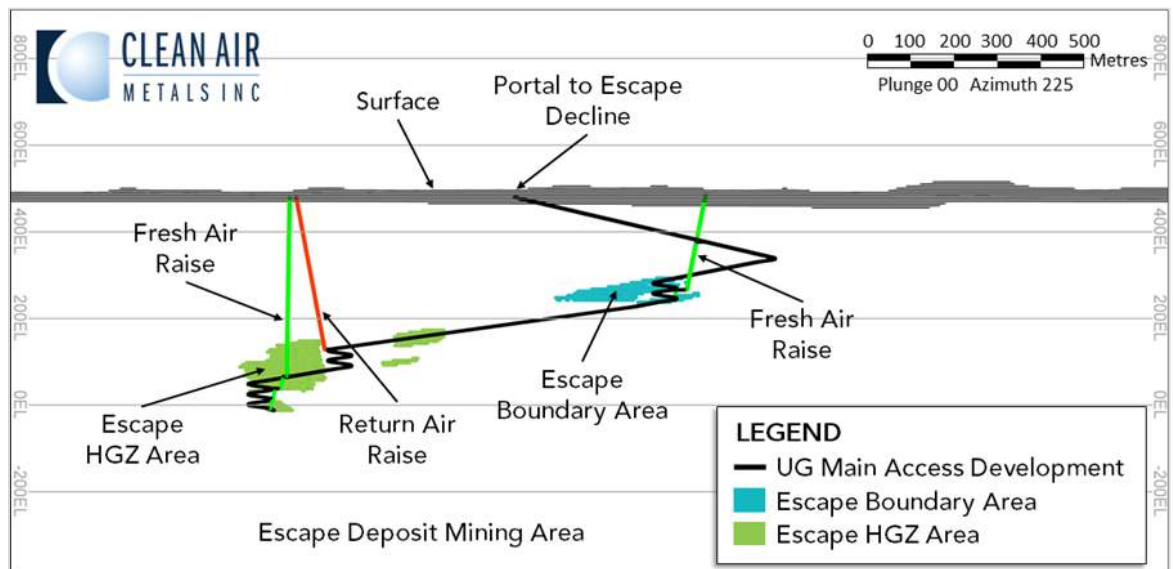 CLEAN AIR
METALS INC
0 100 200 300 400 500
Metres
Plunge 00 Azimuth 225
800EL
800EL
Portal to Escape
Decline
Surface
600EL
600EL
400EL
400EL
Fresh Air
Raise
200EL
200EL
Fresh Air
Raise
Escape
Boundary Area
0EL
0EL
Escape
HGZ Area
Return Air
Raise
-200EL
-200EL
Escape Deposit Mining Area
LEGEND
UG Main Access Development
Escape Boundary Area
Escape HGZ Area